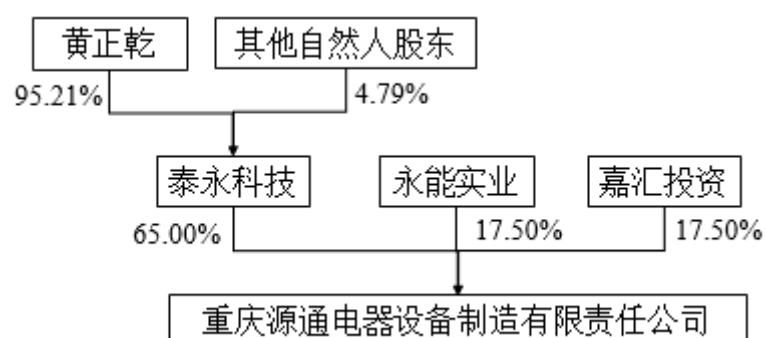 黄正乾 其他自然人股东
95.21% 4.79%
泰永科技 永能实业 嘉汇投资
65.00% 17.50% 17.50%
重庆源通电器设备制造有限责任公司